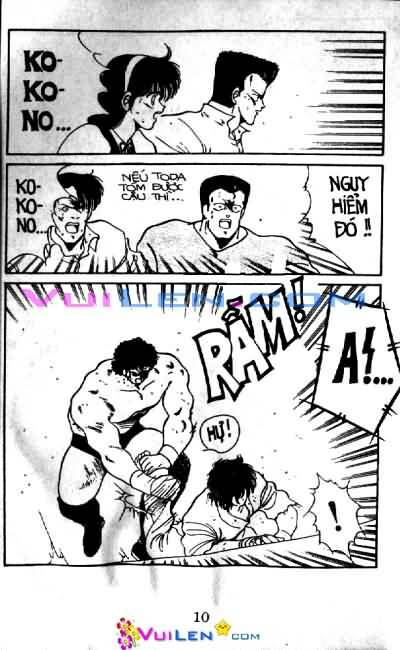 KO-
KO-
NO...
KO-
KO-
NO...
NẾU TODA
TÓM ĐƯỢC
CẬU THÌ...
NGUY
HIỂM
ĐÓ !!
VUILEN.COM
RẦM!
A!...
HỰ!
!
10
VUILEN.COM